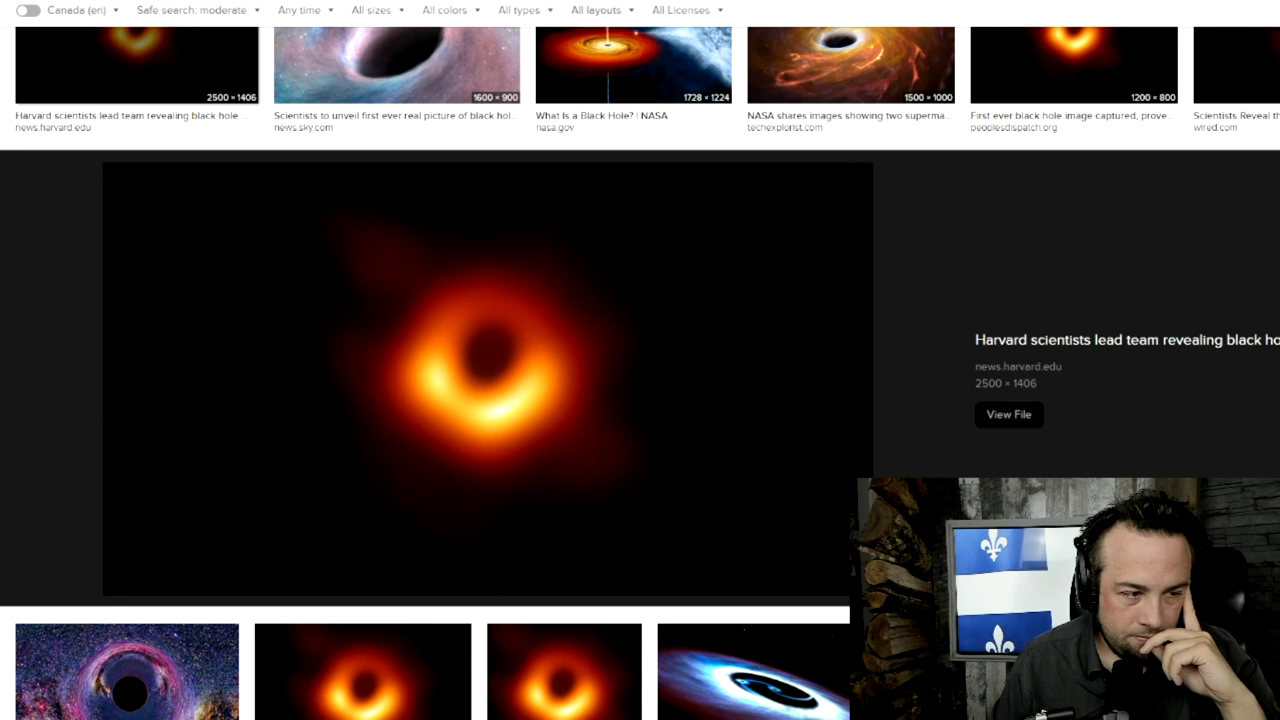 Canada (en) Safe search: moderate Any time All sizes All colors All types All layouts All Licenses
2500 × 1406 1600 × 900 1728 × 1224 1500 × 1000 1200 × 800
Harvard scientists lead team revealing black hole ... Scientists to unveil first ever real picture of black hol... What Is a Black Hole? | NASA NASA shares images showing two superma... First ever black hole image captured, prove... Scientists Reveal th
news.harvard.edu news.sky.com nasa.gov techexplorist.com peoplesdispatch.org wired.com
Harvard scientists lead team revealing black ho
news.harvard.edu
2500 × 1406
View File